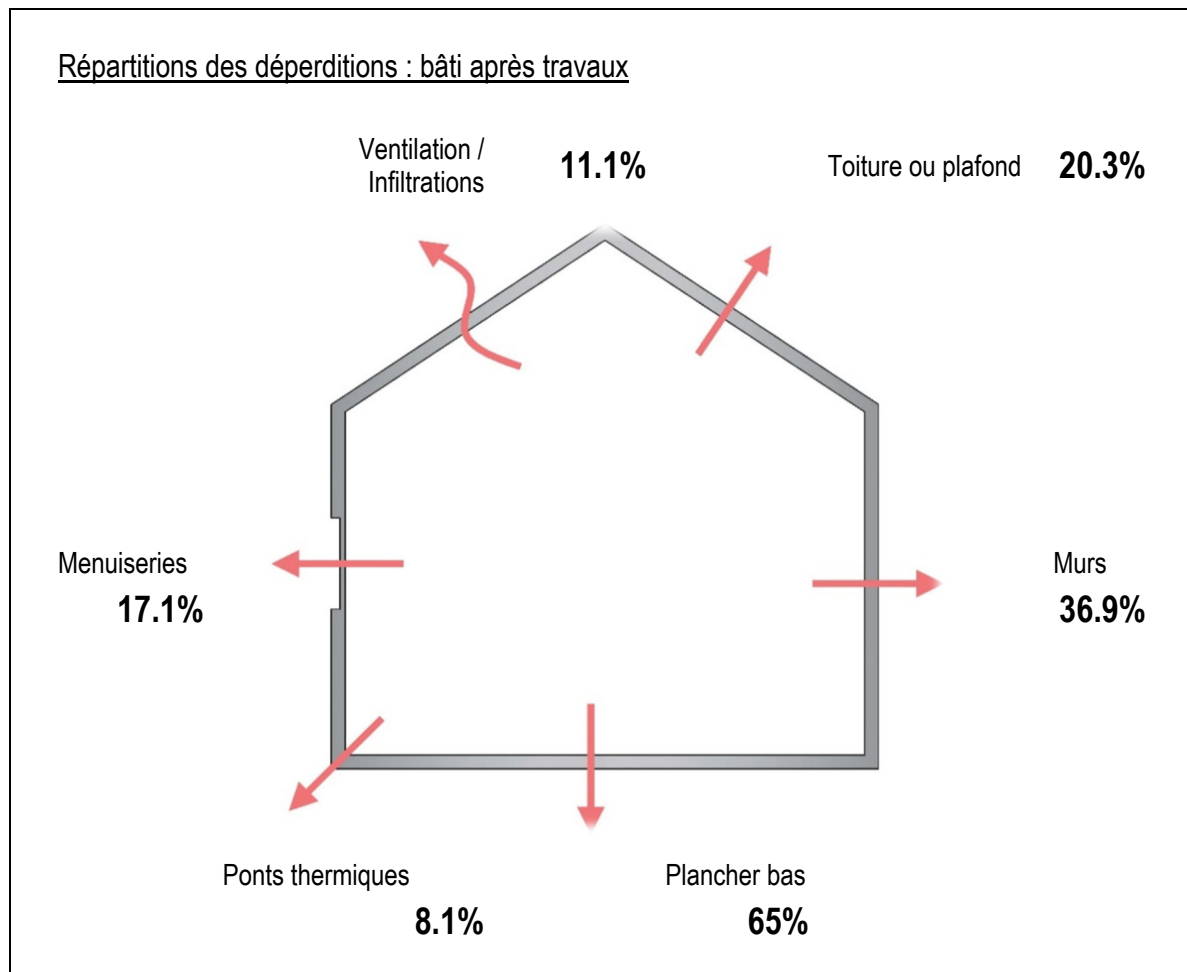 Répartitions des déperditions : bâti après travaux
Ventilation /
Infiltrations
11.1%
Toiture ou plafond 20.3%
Menuiseries
17.1%
Murs
36.9%
Ponts thermiques
8.1%
Plancher bas
65%